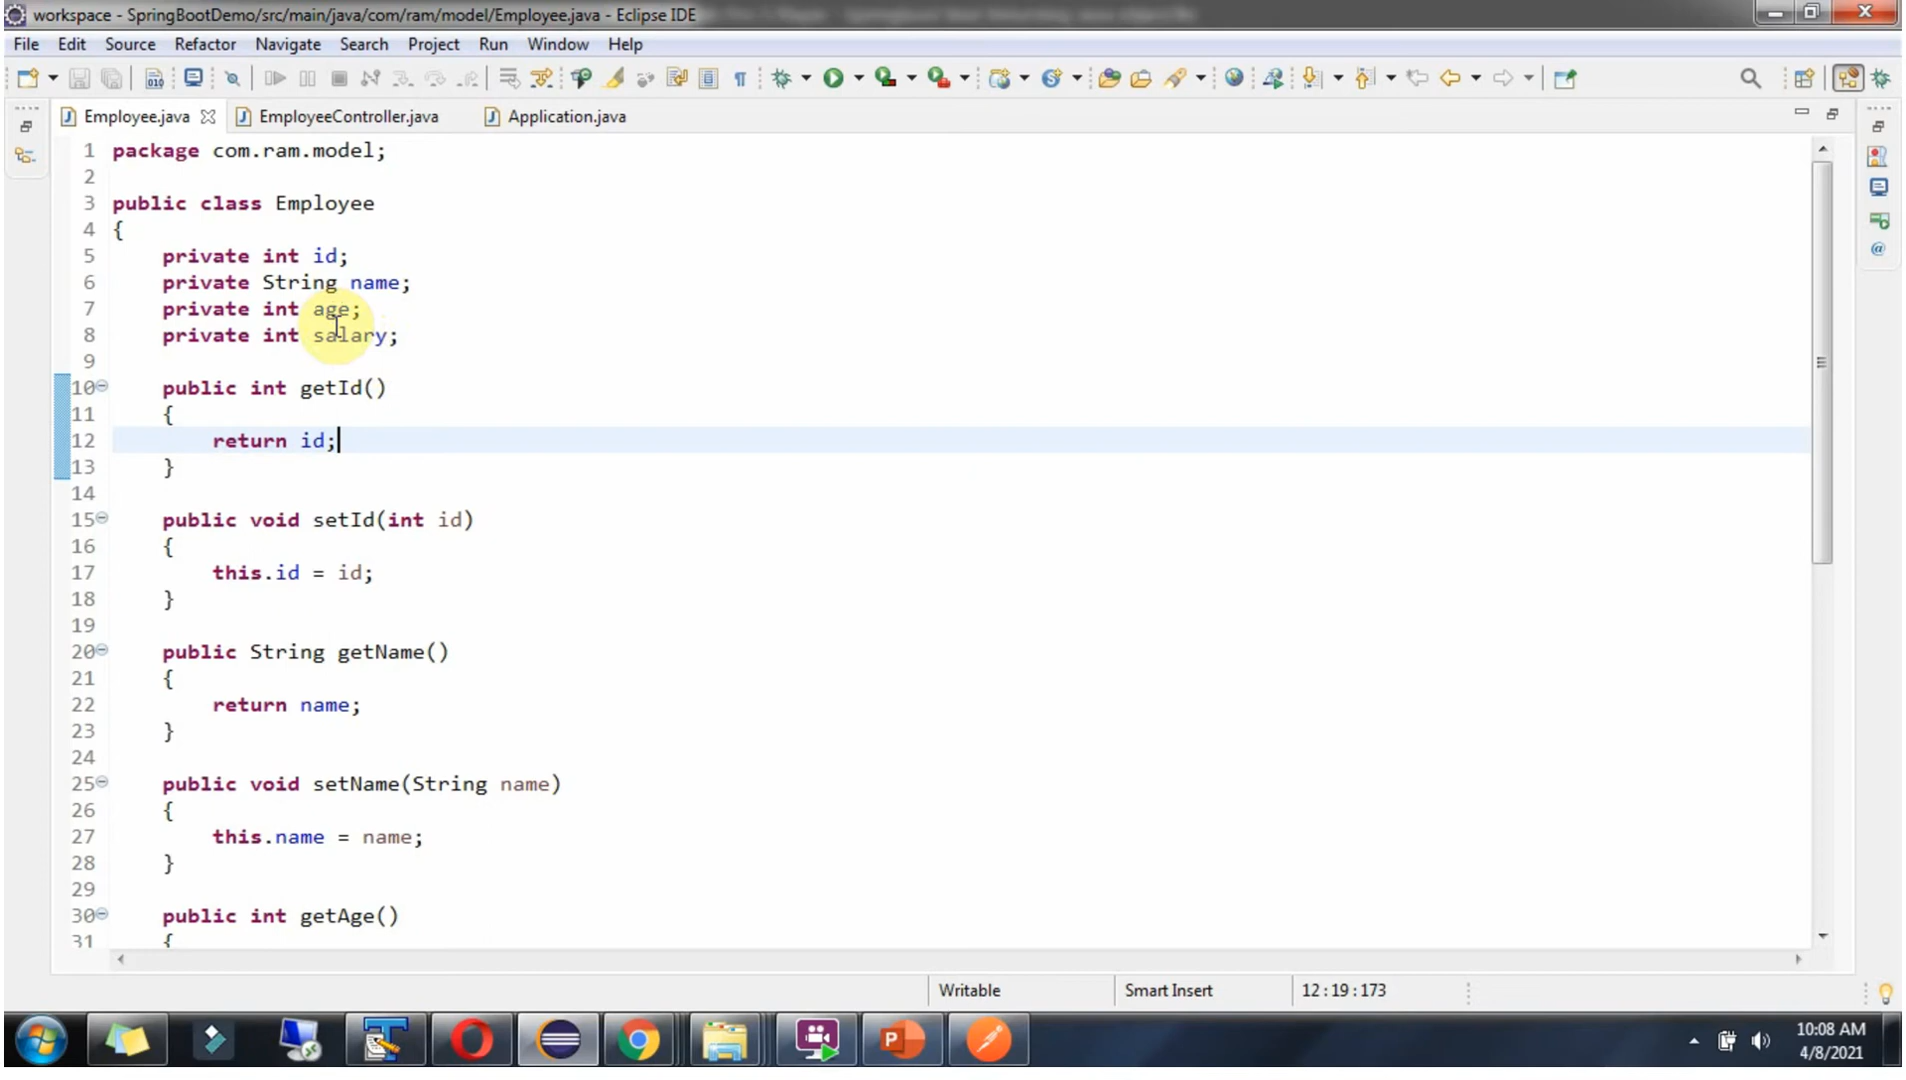 workspace - SpringBootDemo/src/main/java/com/ram/model/Employee.java - Eclipse IDE
File Edit Source Refactor Navigate Search Project Run Window Help
Employee.java EmployeeController.java Application.java
1 package com.ram.model;
2
3 public class Employee
4 {
5 private int id;
6 private String name;
7 private int age;
8 private int salary;
9
10 public int getId()
11 {
12 return id;
13 }
14
15 public void setId(int id)
16 {
17 this.id = id;
18 }
19
20 public String getName()
21 {
22 return name;
23 }
24
25 public void setName(String name)
26 {
27 this.name = name;
28 }
29
30 public int getAge()
31 {
Writable Smart Insert 12 : 19 : 173
10:08 AM
4/8/2021